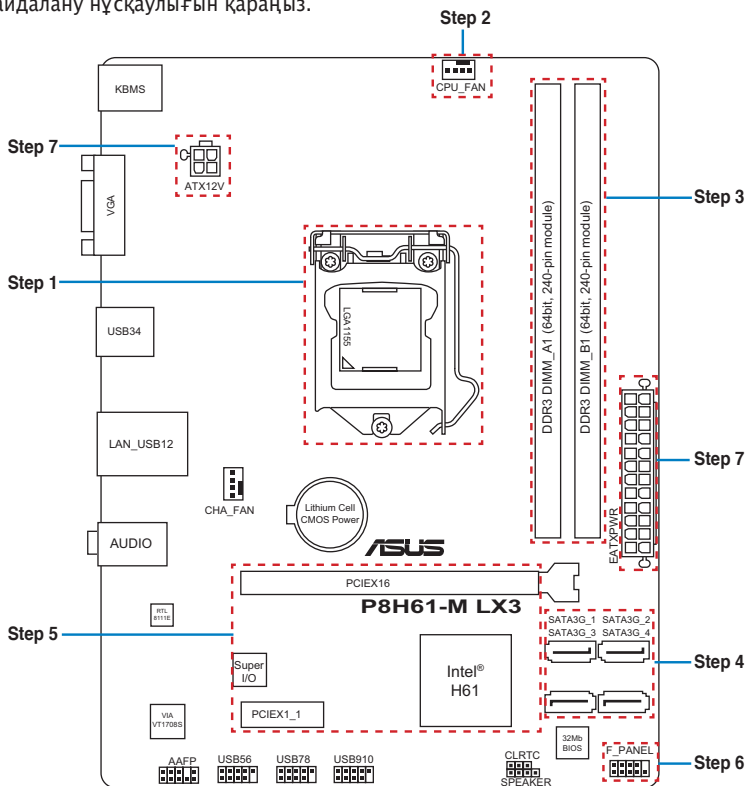 айдалану нұсқаулығын қараңыз.
Step 2
KBMS
CPU_FAN
Step 7
ATX12V
VGA
Step 3
DDR3 DIMM_A1 (64bit, 240-pin module)
DDR3 DIMM_B1 (64bit, 240-pin module)
Step 1
LGA1155
USB34
LAN_USB12
Step 7
EATXPWR
CHA_FAN
Lithium Cell
CMOS Power
AUDIO
ASUS
PCIEX16
P8H61-M LX3
RTL
8111E
SATA3G_1 SATA3G_2
SATA3G_3 SATA3G_4
Step 5
Step 4
Super
I/O
Intel®
H61
PCIEX1_1
VIA
VT1708S
32Mb
BIOS
AAFP
USB56
USB78
USB910
CLRTC
SPEAKER
F_PANEL
Step 6